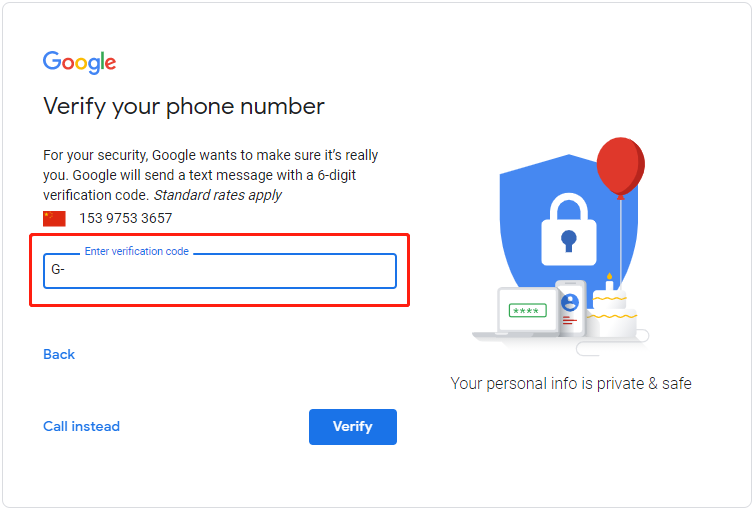 Google
Verify your phone number
For your security, Google wants to make sure it's really
you. Google will send a text message with a 6-digit
verification code. Standard rates apply
153 9753 3657
Enter verification code
G-
Back
Call instead
Verify
****
Your personal info is private & safe